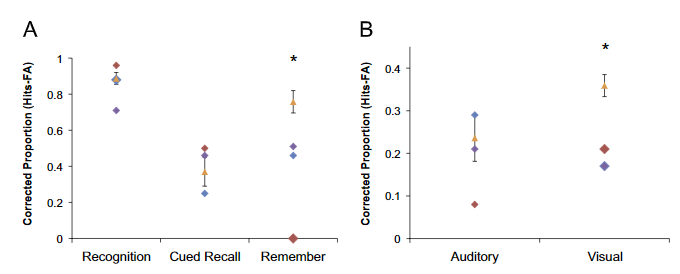 A
Corrected Proportion (Hits-FA)
1
0.8
0.6
0.4
0.2
0
*
Recognition Cued Recall Remember
B
Corrected Proportion (Hits-FA)
0.4
0.3
0.2
0.1
0
*
Auditory Visual